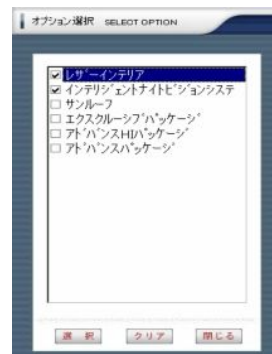 オプション選択 SELECT OPTION
レザーインテリア
インテリジェントナイトビジョンシステ
サンルーフ
エクスクルーシブパッケージ
アドバンスHIパッケージ
アドバンスパッケージ
選 択 クリア 閉じる